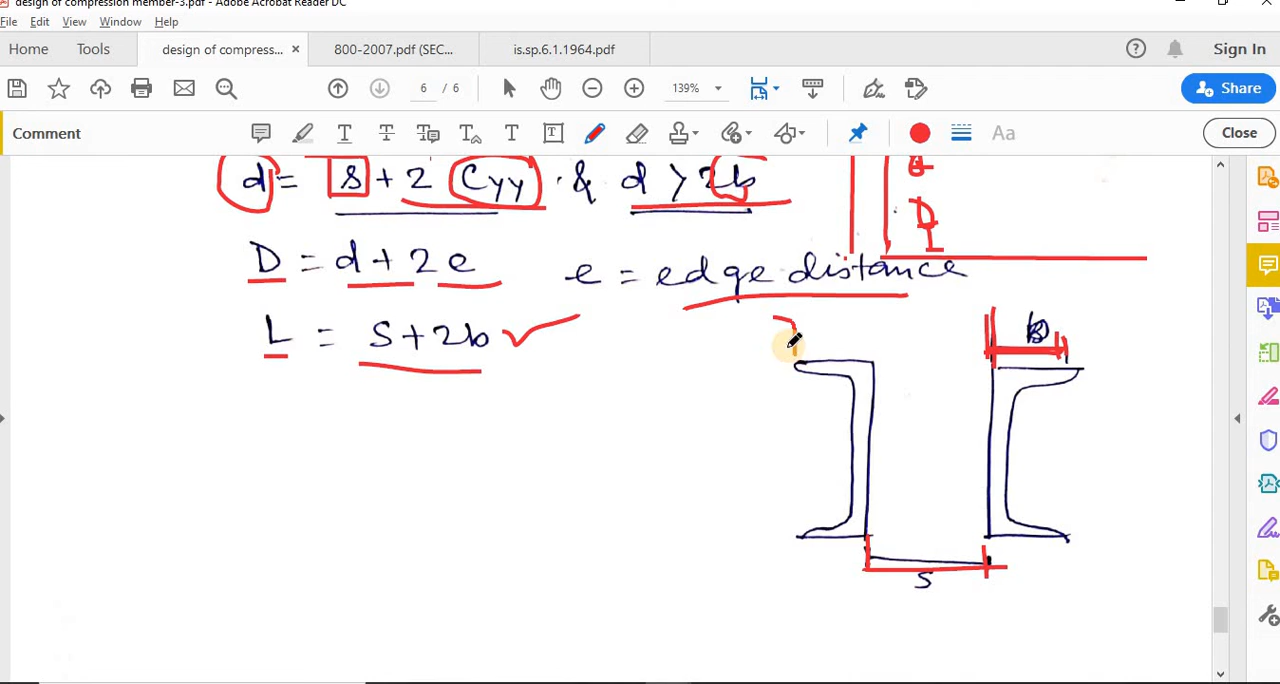 design of compression member-3.pdf - Adobe Acrobat Reader DC
File Edit View Window Help
Home Tools design of compress... × 800-2007.pdf (SEC... is.sp.6.1.1964.pdf ? Sign In
6 / 6 139% Share
Comment T T T T T Aa Close
d = S + 2 Cyy & d > 2b
D
D = d + 2e e = edge distance
L = S + 2b
b
S